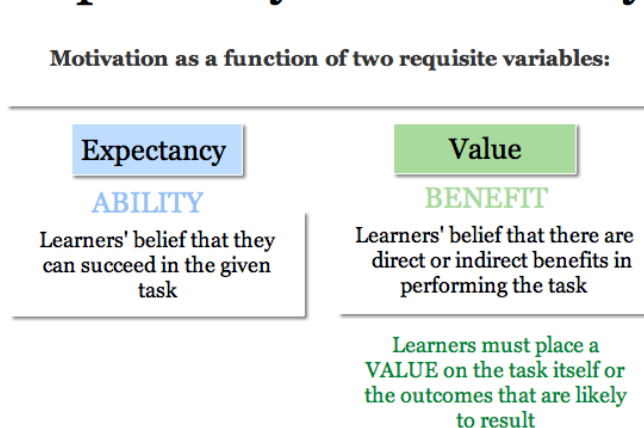 Motivation as a function of two requisite variables:
Expectancy
ABILITY
Learners' belief that they
can succeed in the given
task
Value
BENEFIT
Learners' belief that there are
direct or indirect benefits in
performing the task
Learners must place a
VALUE on the task itself or
the outcomes that are likely
to result